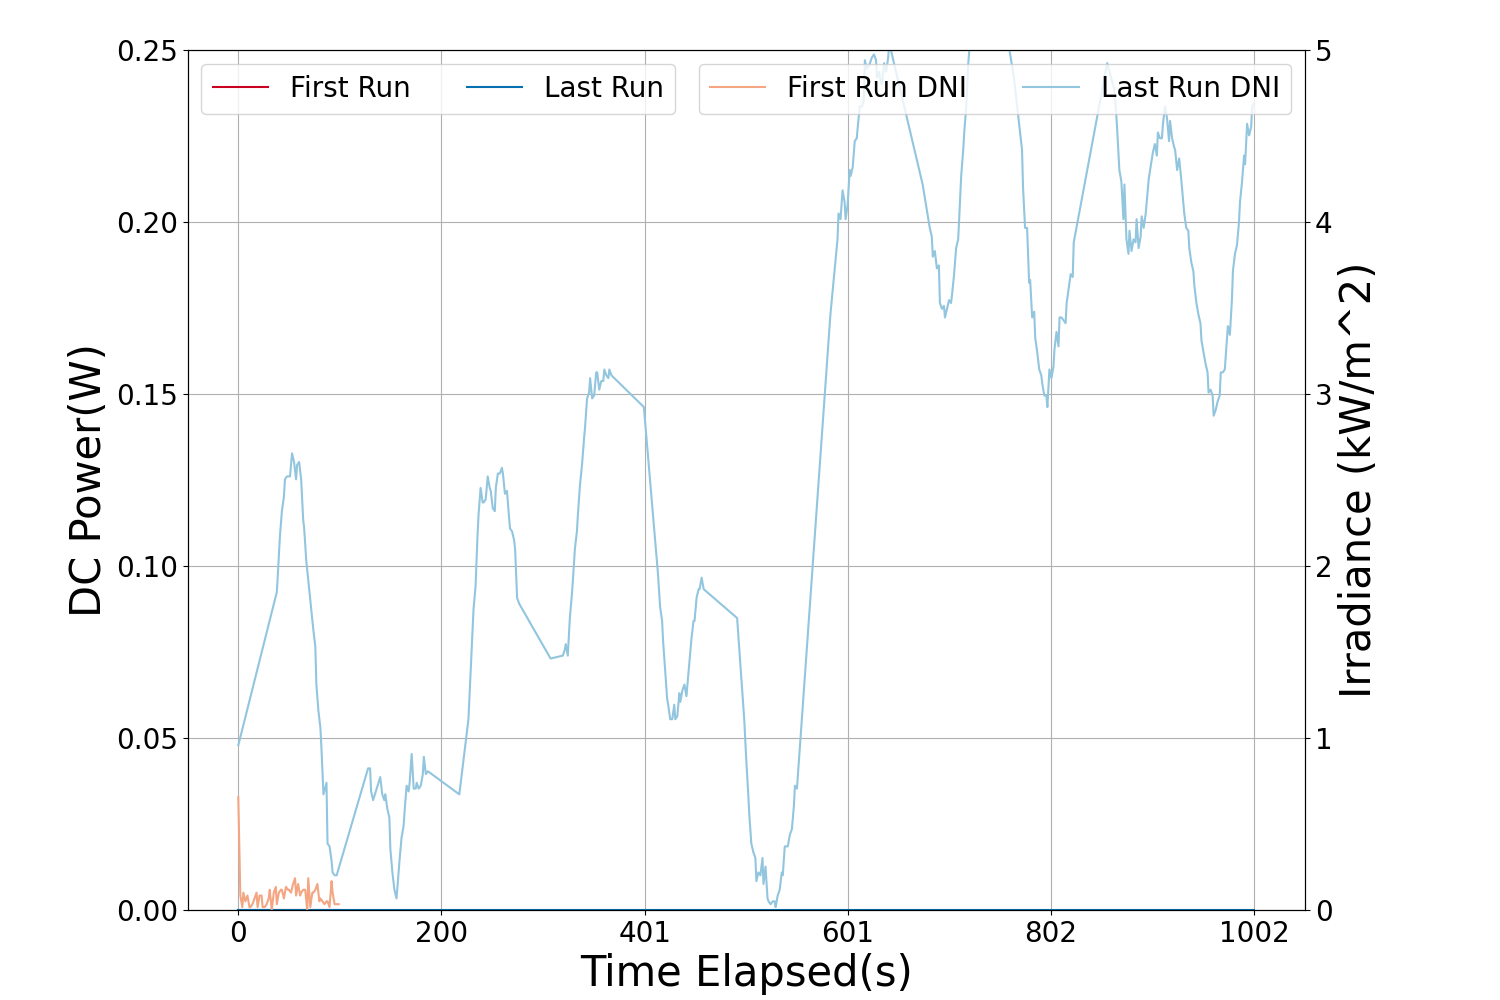 First Run
Last Run
First Run DNI
Last Run DNI
0.25
0.20
0.15
0.10
0.05
0.00
DC Power(W)
5
4
3
2
1
0
Irradiance (kW/m^2)
0 200 401 601 802 1002
Time Elapsed(s)